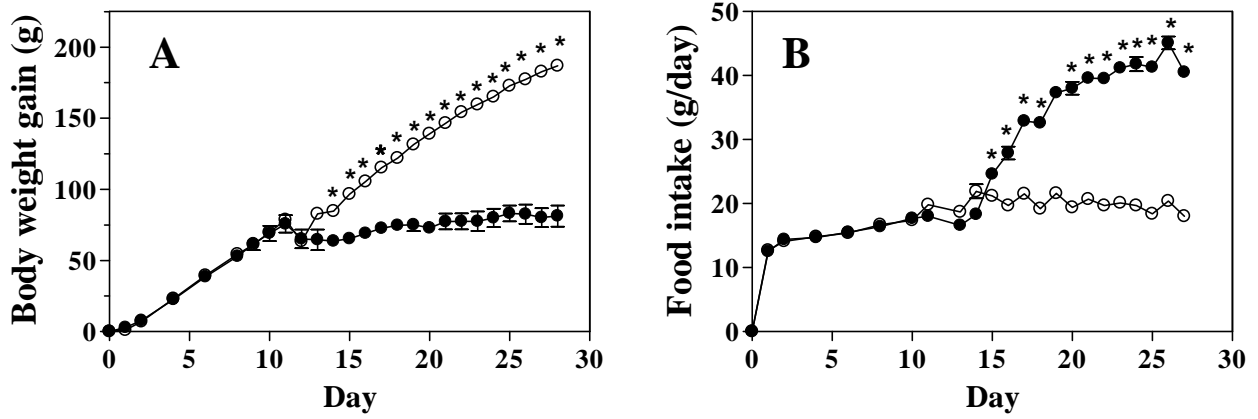 A
Body weight gain (g)
200
150
100
50
0
* * * * * * * * * * * * * * *
0 5 10 15 20 25 30
Day
B
Food intake (g/day)
50
40
30
20
10
0
* * * * * * * * * * * *
0 5 10 15 20 25 30
Day